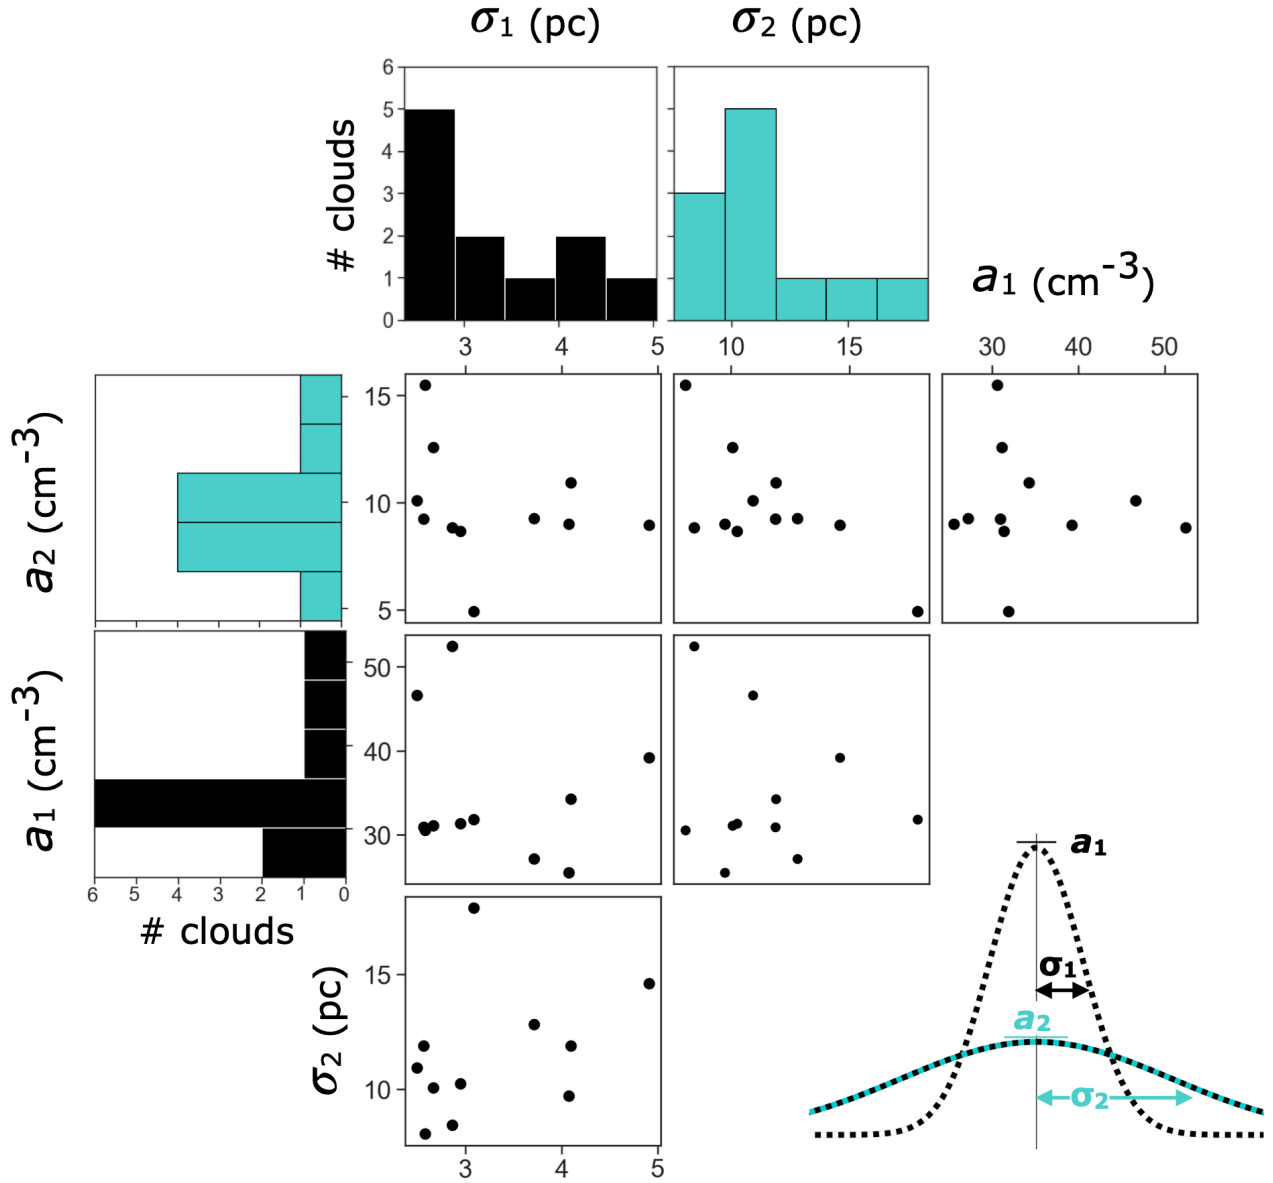 σ1 (pc) σ2 (pc)
6
5
4
3
2
1
0
# clouds
3 4 5 10 15
a1 (cm-3)
30 40 50
a2 (cm-3)
15
10
5
a1 (cm-3)
50
40
30
6 5 4 3 2 1 0
# clouds
σ2 (pc)
15
10
3 4 5
a1
σ1
a2
σ2